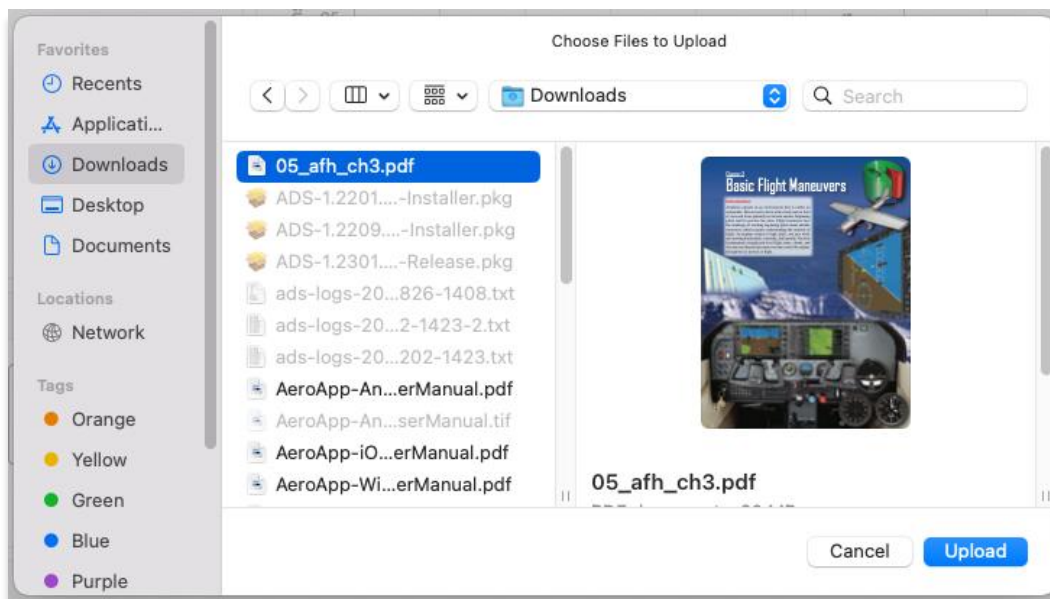 Choose Files to Upload
Favorites
Recents
Applicati...
Downloads
Desktop
Documents
Locations
Network
Tags
Orange
Yellow
Green
Blue
Purple
Downloads
Search
05_afh_ch3.pdf
ADS-1.2201....-Installer.pkg
ADS-1.2209....-Installer.pkg
ADS-1.2301....-Release.pkg
ads-logs-20...826-1408.txt
ads-logs-20...2-1423-2.txt
ads-logs-20...202-1423.txt
AeroApp-An...erManual.pdf
AeroApp-An...serManual.tif
AeroApp-iO...erManual.pdf
AeroApp-Wi...erManual.pdf
Chapter 3
Basic Flight Maneuvers
Introduction
05_afh_ch3.pdf
Cancel
Upload